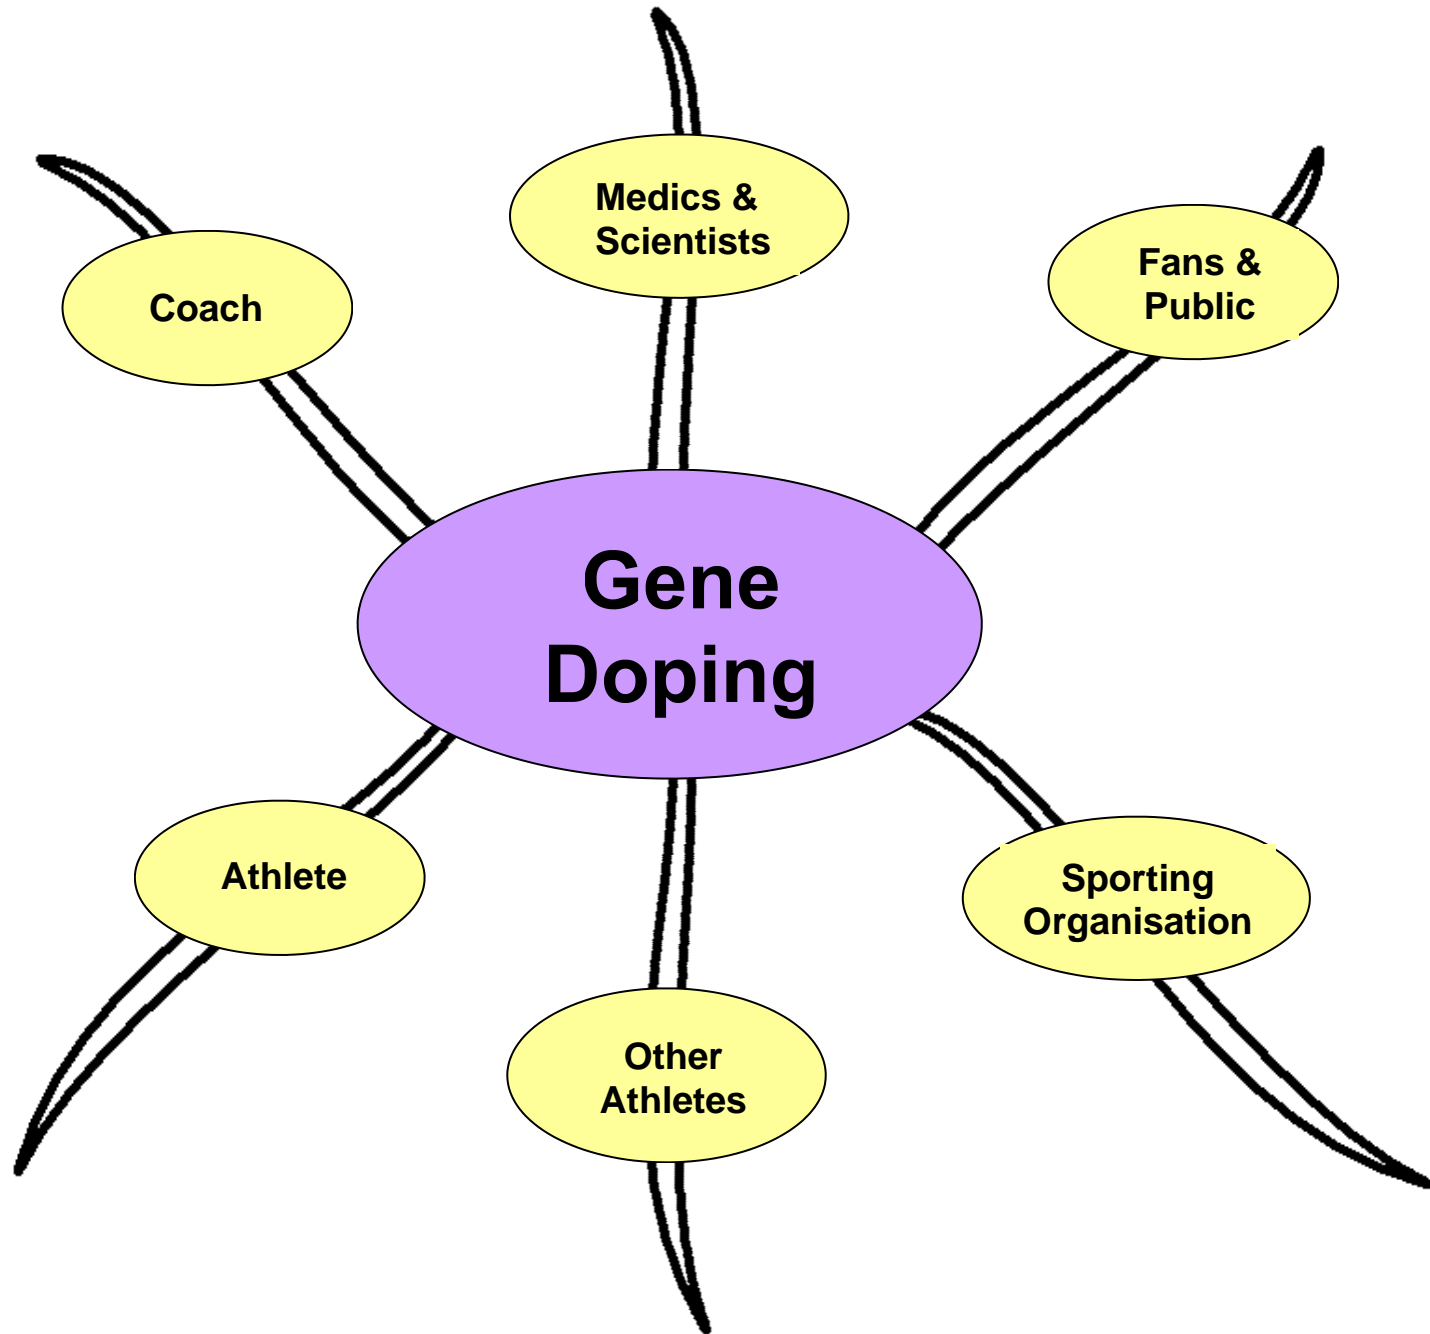 Medics &
Scientists
Fans &
Public
Coach
Gene
Doping
Athlete
Sporting
Organisation
Other
Athletes